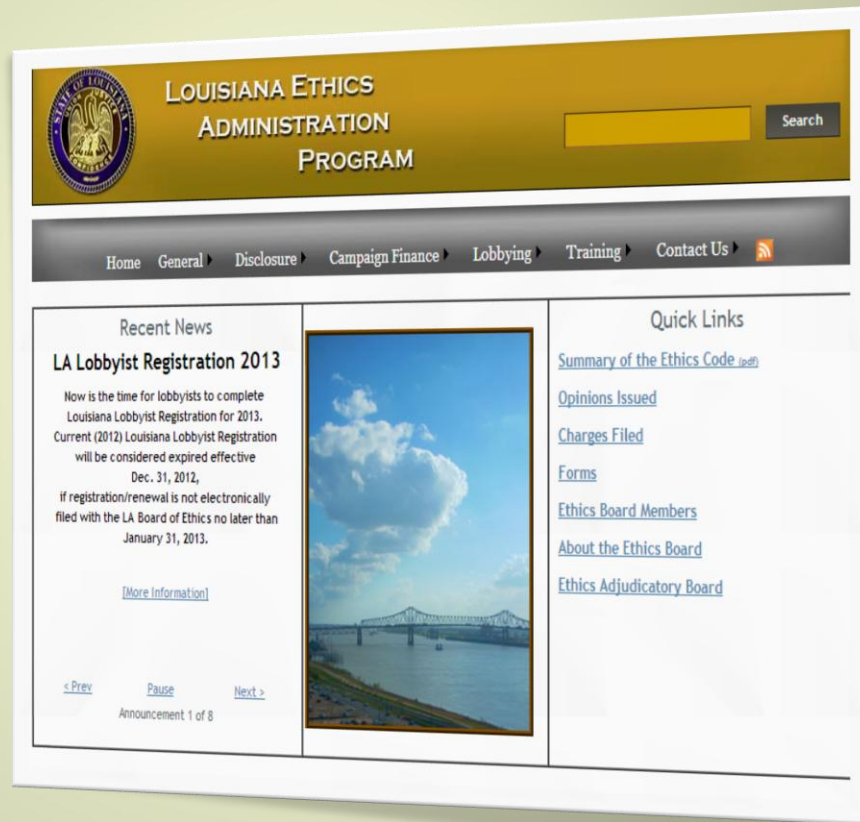 LOUISIANA ETHICS
ADMINISTRATION
PROGRAM
Search
Home General Disclosure Campaign Finance Lobbying Training Contact Us
Recent News
LA Lobbyist Registration 2013
Now is the time for lobbyists to complete
Louisiana Lobbyist Registration for 2013.
Current (2012) Louisiana Lobbyist Registration
will be considered expired effective
Dec. 31, 2012,
if registration/renewal is not electronically
filed with the LA Board of Ethics no later than
January 31, 2013.
[More Information]
< Prev Pause Next >
Announcement 1 of 8
Quick Links
Summary of the Ethics Code (pdf)
Opinions Issued
Charges Filed
Forms
Ethics Board Members
About the Ethics Board
Ethics Adjudicatory Board
STATE OF LOUISIANA